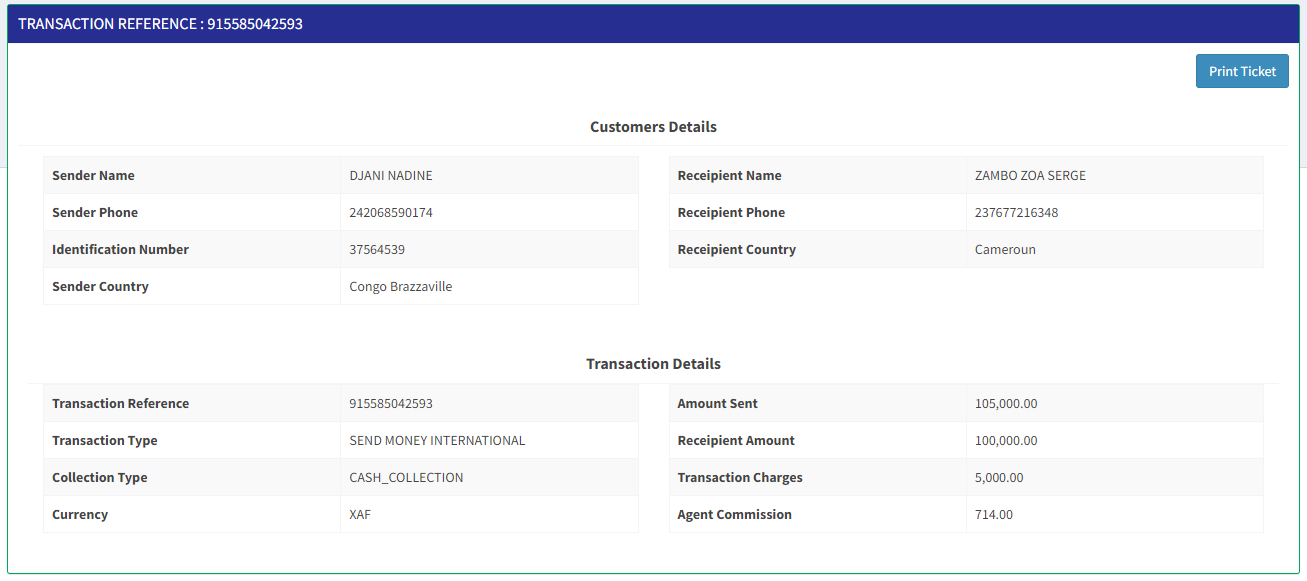 TRANSACTION REFERENCE : 915585042593
Print Ticket
Customers Details
Sender Name DJANI NADINE
Sender Phone 242068590174
Identification Number 37564539
Sender Country Congo Brazzaville
Receipient Name ZAMBO ZOA SERGE
Receipient Phone 237677216348
Receipient Country Cameroun
Transaction Details
Transaction Reference 915585042593
Transaction Type SEND MONEY INTERNATIONAL
Collection Type CASH_COLLECTION
Currency XAF
Amount Sent 105,000.00
Receipient Amount 100,000.00
Transaction Charges 5,000.00
Agent Commission 714.00